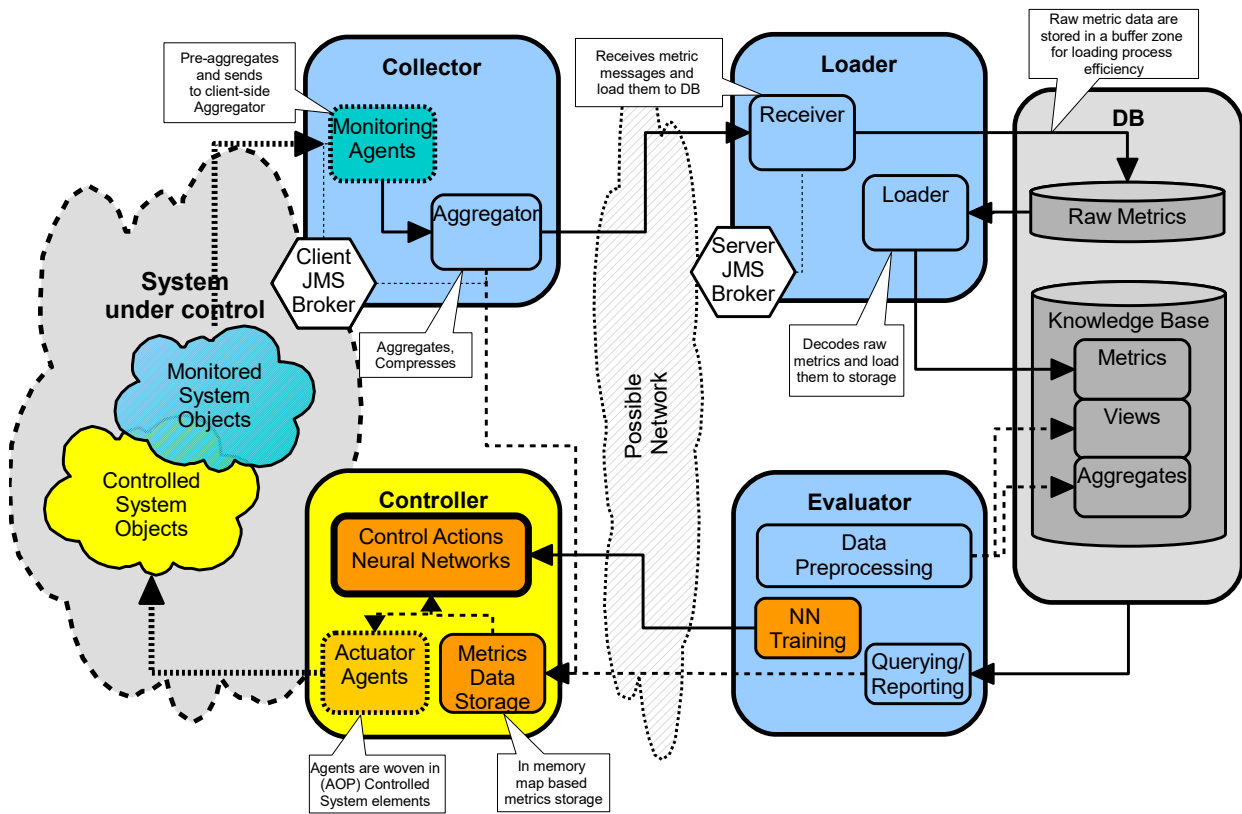 Pre-aggregates
and sends
to client-side
Aggregator
Collector
Monitoring
Agents
Aggregator
Client
JMS
Broker
Aggregates,
Compresses
Receives metric
messages and
load them to DB
Loader
Receiver
Loader
Server
JMS
Broker
Decodes raw
metrics and load
them to storage
Raw metric data are
stored in a buffer zone
for loading process
efficiency
DB
Raw Metrics
Knowledge Base
Metrics
Views
Aggregates
System
under control
Monitored
System
Objects
Controlled
System
Objects
Possible
Network
Controller
Control Actions
Neural Networks
Actuator
Agents
Metrics
Data
Storage
Agents are woven in
(AOP) Controlled
System elements
In memory
map based
metrics storage
Evaluator
Data
Preprocessing
NN
Training
Querying/
Reporting